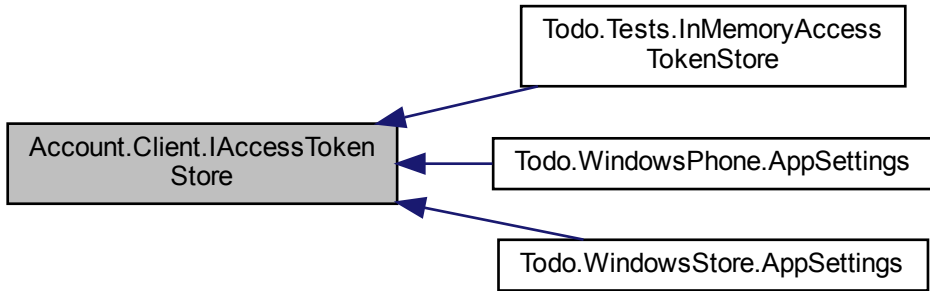 Todo.Tests.InMemoryAccess
TokenStore
Account.Client.IAccessToken
Store
Todo.WindowsPhone.AppSettings
Todo.WindowsStore.AppSettings